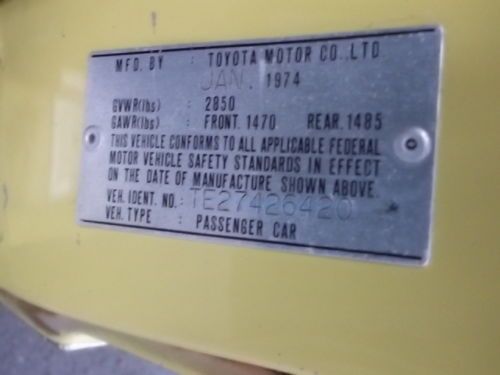 MFD. BY : TOYOTA MOTOR CO.,LTD.
JAN. 1974
GVWR(lbs) : 2850
GAWR(lbs) : FRONT. 1470 REAR. 1485
THIS VEHICLE CONFORMS TO ALL APPLICABLE FEDERAL
MOTOR VEHICLE SAFETY STANDARDS IN EFFECT
ON THE DATE OF MANUFACTURE SHOWN ABOVE.
VEH. IDENT. NO.: TE27426420
VEH. TYPE : PASSENGER CAR